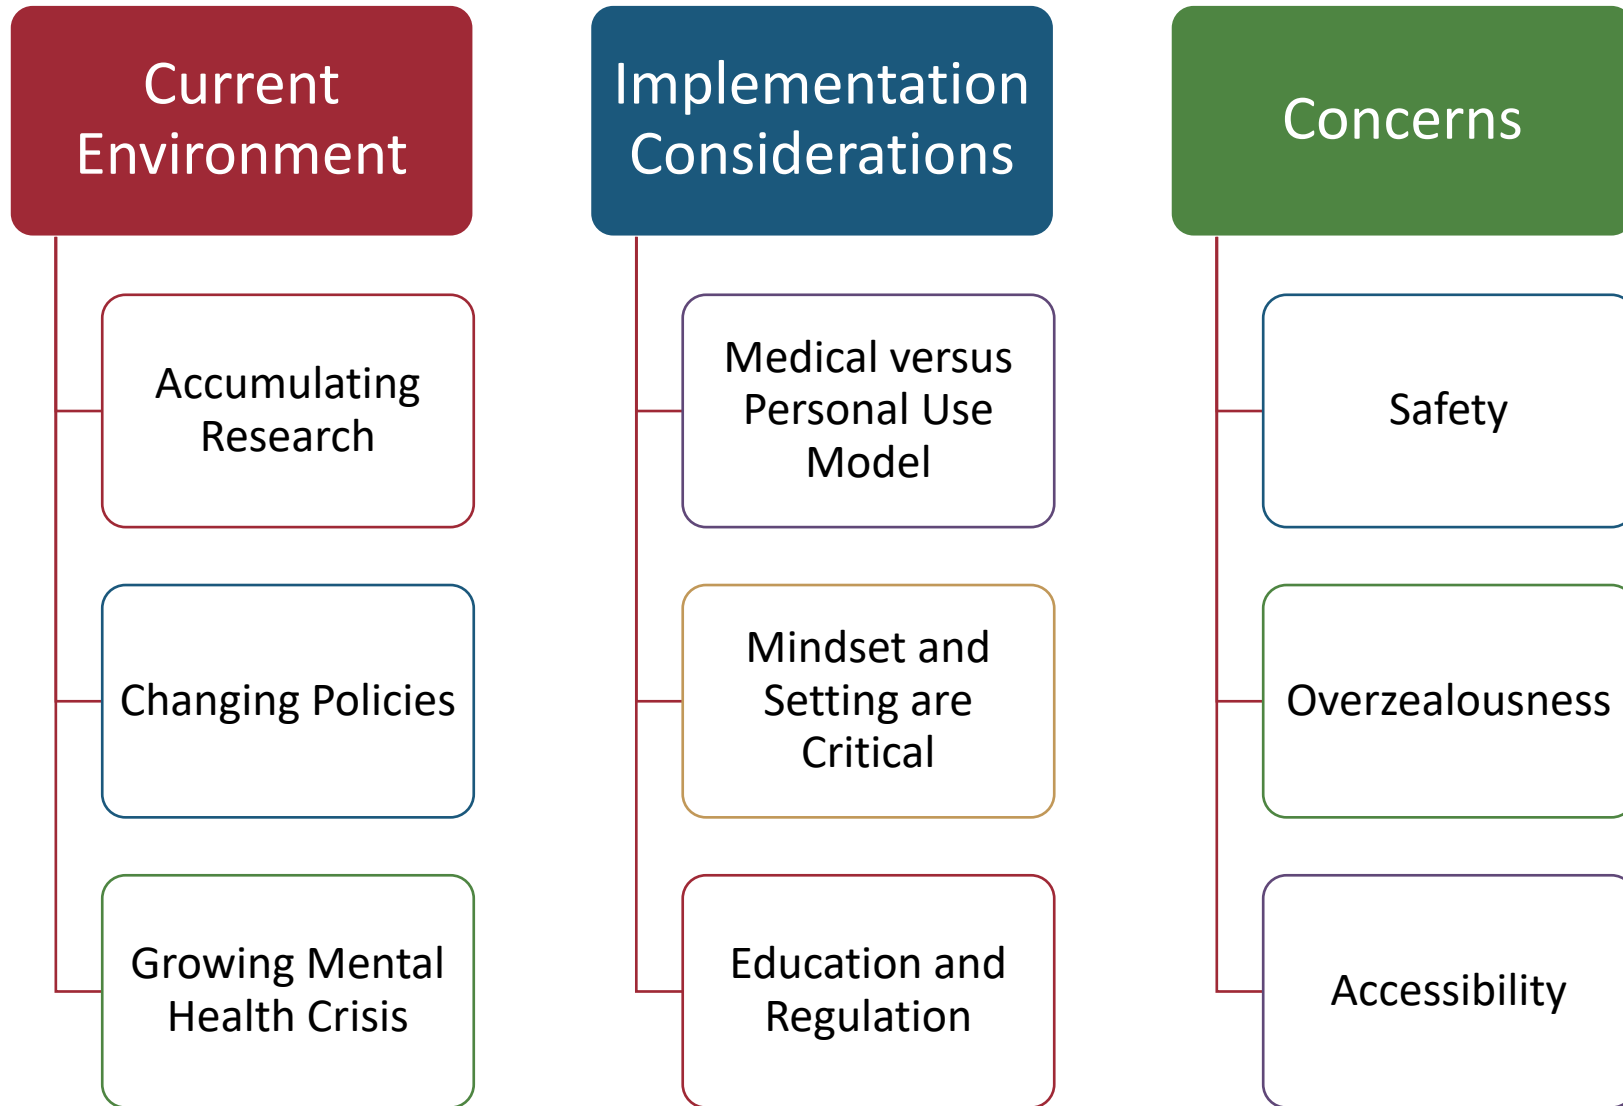 Current
Environment
Accumulating
Research
Changing Policies
Growing Mental
Health Crisis
Implementation
Considerations
Medical versus
Personal Use
Model
Mindset and
Setting are
Critical
Education and
Regulation
Concerns
Safety
Overzealousness
Accessibility